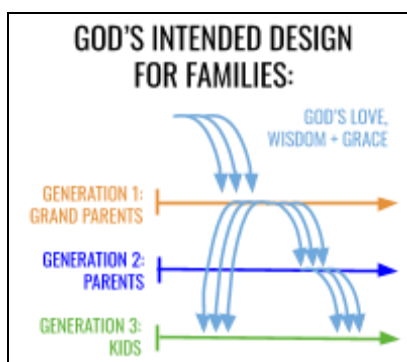 GOD'S INTENDED DESIGN
FOR FAMILIES:
GOD'S LOVE,
WISDOM + GRACE
GENERATION 1:
GRAND PARENTS
GENERATION 2:
PARENTS
GENERATION 3:
KIDS